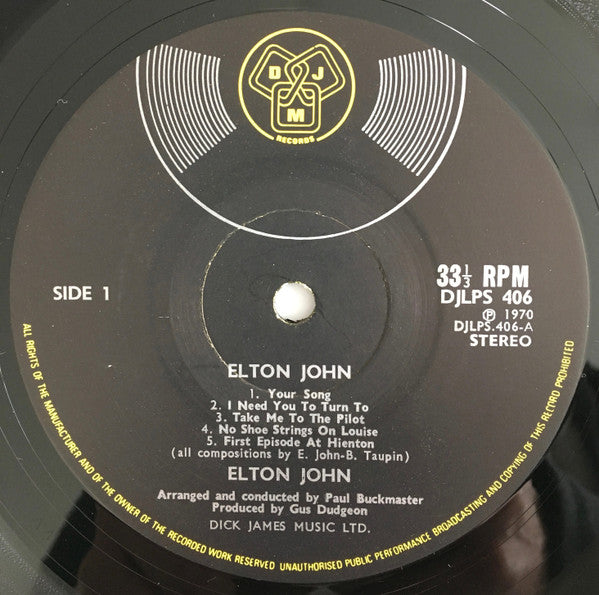 D J
M
RECORDS
SIDE 1
33⅓ RPM
DJLPS 406
℗ 1970
DJLPS.406-A
STEREO
ELTON JOHN
1. Your Song
2. I Need You To Turn To
3. Take Me To The Pilot
4. No Shoe Strings On Louise
5. First Episode At Hienton
(all compositions by E. John-B. Taupin)
ELTON JOHN
Arranged and conducted by Paul Buckmaster
Produced by Gus Dudgeon
DICK JAMES MUSIC LTD.
ALL RIGHTS OF THE MANUFACTURER AND OF THE OWNER OF THE RECORDED WORK RESERVED UNAUTHORISED PUBLIC PERFORMANCE BROADCASTING AND COPYING OF THIS RECORD PROHIBITED